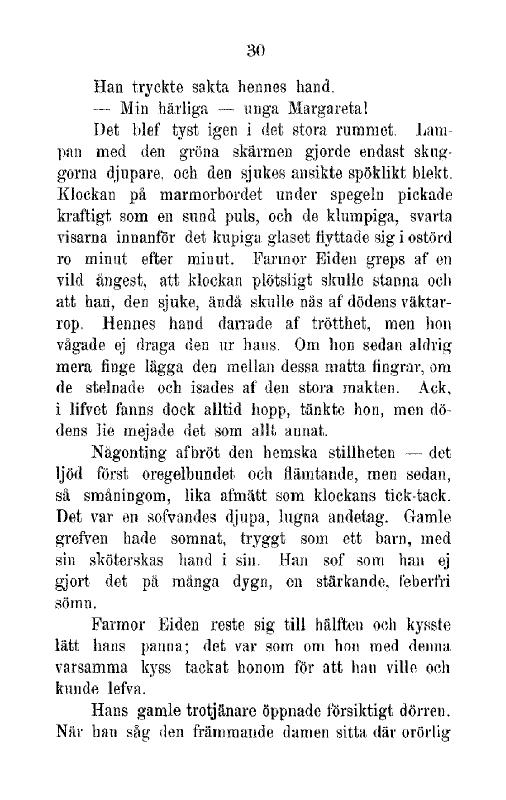 30
Han tryckte sakta hennes hand.
— Min härliga — unga Margareta!
Det blef tyst igen i det stora rummet. Lam-
pan med den gröna skärmen gjorde endast skug-
gorna djupare, och den sjukes ansikte spöklikt blekt.
Klockan på marmorbordet under spegeln pickade
kraftigt som en sund puls, och de klumpiga, svarta
visarna innanför det kupiga glaset flyttade sig i ostörd
ro minut efter minut. Farmor Eiden greps af en
vild ångest, att klockan plötsligt skulle stanna och
att han, den sjuke, ändå skulle nås af dödens väktar-
rop. Hennes hand darrade af trötthet, men hon
vågade ej draga den ur hans. Om hon sedan aldrig
mera finge lägga den mellan dessa matta fingrar, om
de stelnade och isades af den stora makten. Ack,
i lifvet fanns dock alltid hopp, tänkte hon, men dö-
dens lie mejade det som allt annat.
Någonting afbröt den hemska stillheten — det
ljöd först oregelbundet och flämtande, men sedan,
så småningom, lika afmätt som klockans tick-tack.
Det var en sofvandes djupa, lugna andetag. Gamle
grefven hade somnat, tryggt som ett barn, med
sin sköterskas hand i sin. Han sof som han ej
gjort det på många dygn, en stärkande, feberfri
sömn.
Farmor Eiden reste sig till hälften och kysste
lätt hans panna; det var som om hon med denna
varsamma kyss tackat honom för att han ville och
kunde lefva.
Hans gamle trotjänare öppnade försiktigt dörren.
När han såg den främmande damen sitta där orörlig